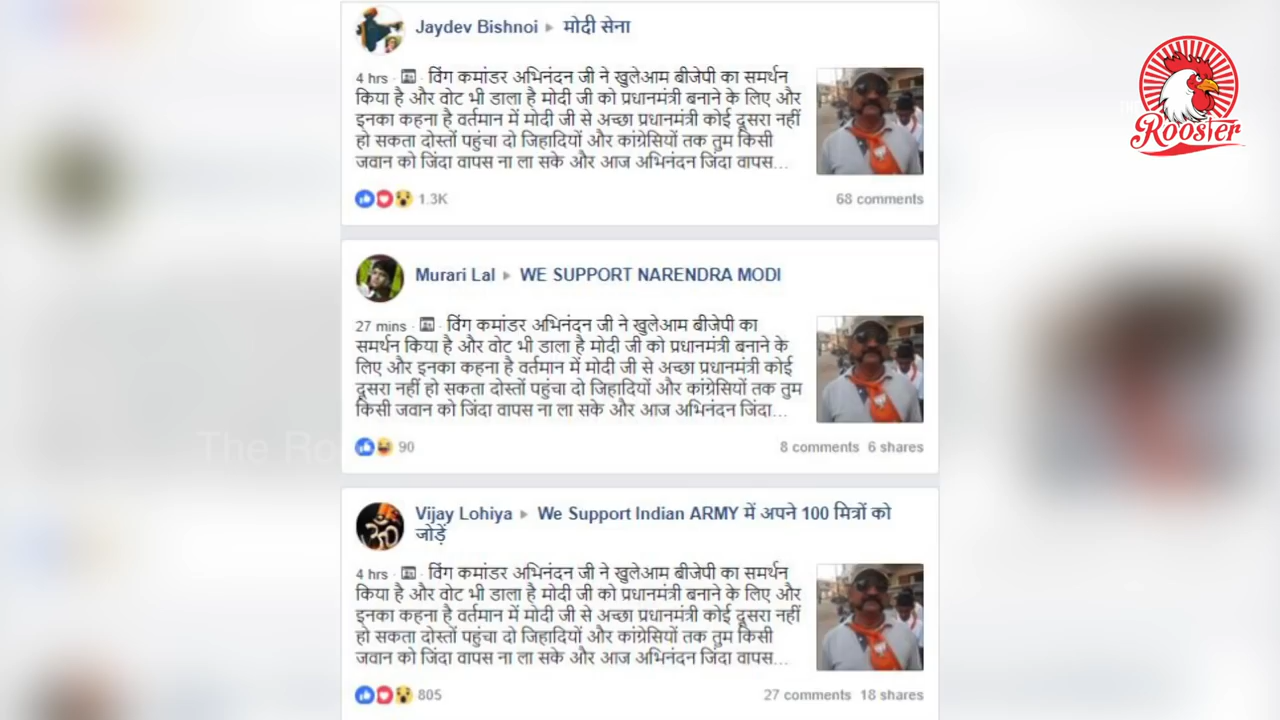 Jaydev Bishnoi ▸ मोदी सेना
4 hrs · विंग कमांडर अभिनंदन जी ने खुलेआम बीजेपी का समर्थन
किया है और वोट भी डाला है मोदी जी को प्रधानमंत्री बनाने के लिए और
इनका कहना है वर्तमान में मोदी जी से अच्छा प्रधानमंत्री कोई दूसरा नहीं
हो सकता दोस्तों पहुंचा दो जिहादियों और कांग्रेसियों तक तुम किसी
जवान को जिंदा वापस ना ला सके और आज अभिनंदन जिंदा वापस...
1.3K 68 comments
Rooster
Murari Lal ▸ WE SUPPORT NARENDRA MODI
27 mins · विंग कमांडर अभिनंदन जी ने खुलेआम बीजेपी का
समर्थन किया है और वोट भी डाला है मोदी जी को प्रधानमंत्री बनाने के
लिए और इनका कहना है वर्तमान में मोदी जी से अच्छा प्रधानमंत्री कोई
दूसरा नहीं हो सकता दोस्तों पहुंचा दो जिहादियों और कांग्रेसियों तक तुम
किसी जवान को जिंदा वापस ना ला सके और आज अभिनंदन जिंदा...
90 8 comments 6 shares
The Ro
Vijay Lohiya ▸ We Support Indian ARMY में अपने 100 मित्रों को
जोड़ें
4 hrs · विंग कमांडर अभिनंदन जी ने खुलेआम बीजेपी का समर्थन
किया है और वोट भी डाला है मोदी जी को प्रधानमंत्री बनाने के लिए और
इनका कहना है वर्तमान में मोदी जी से अच्छा प्रधानमंत्री कोई दूसरा नहीं
हो सकता दोस्तों पहुंचा दो जिहादियों और कांग्रेसियों तक तुम किसी
जवान को जिंदा वापस ना ला सके और आज अभिनंदन जिंदा वापस...
805 27 comments 18 shares